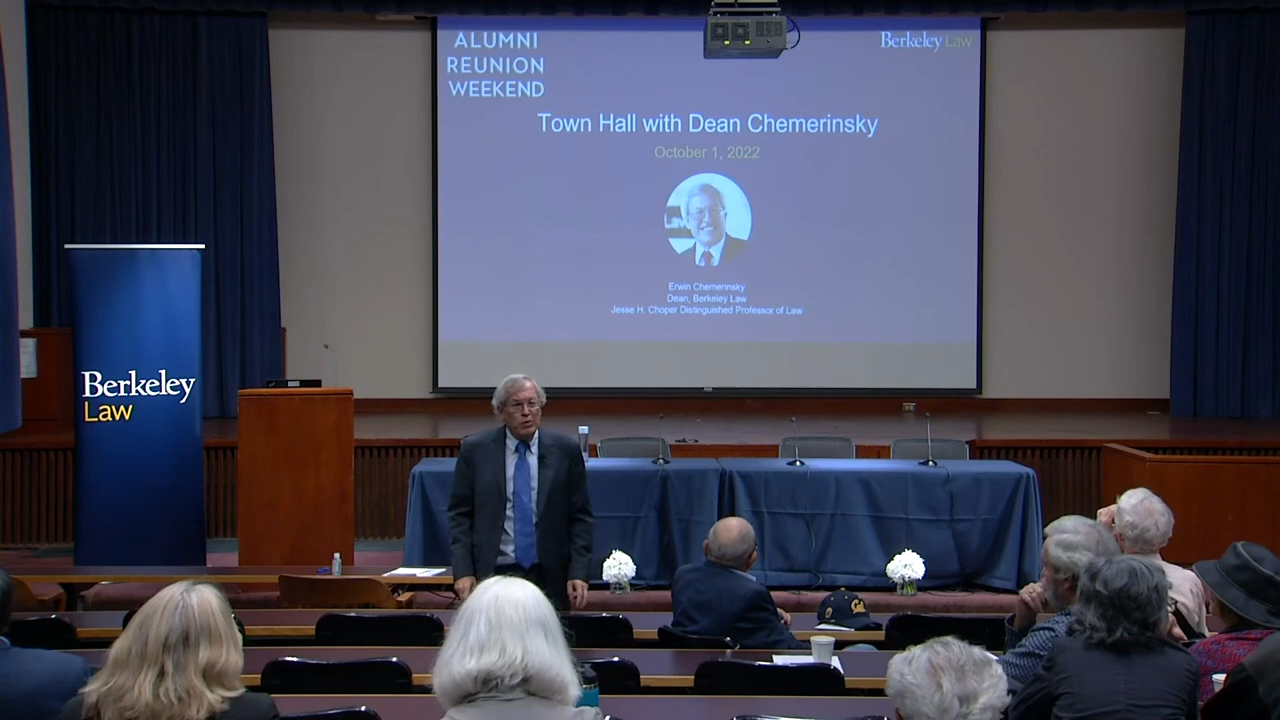 ALUMNI
REUNION
WEEKEND
Berkeley Law
Town Hall with Dean Chemerinsky
October 1, 2022
Erwin Chemerinsky
Dean, Berkeley Law
Jesse H. Choper Distinguished Professor of Law
Berkeley
Law
Cal